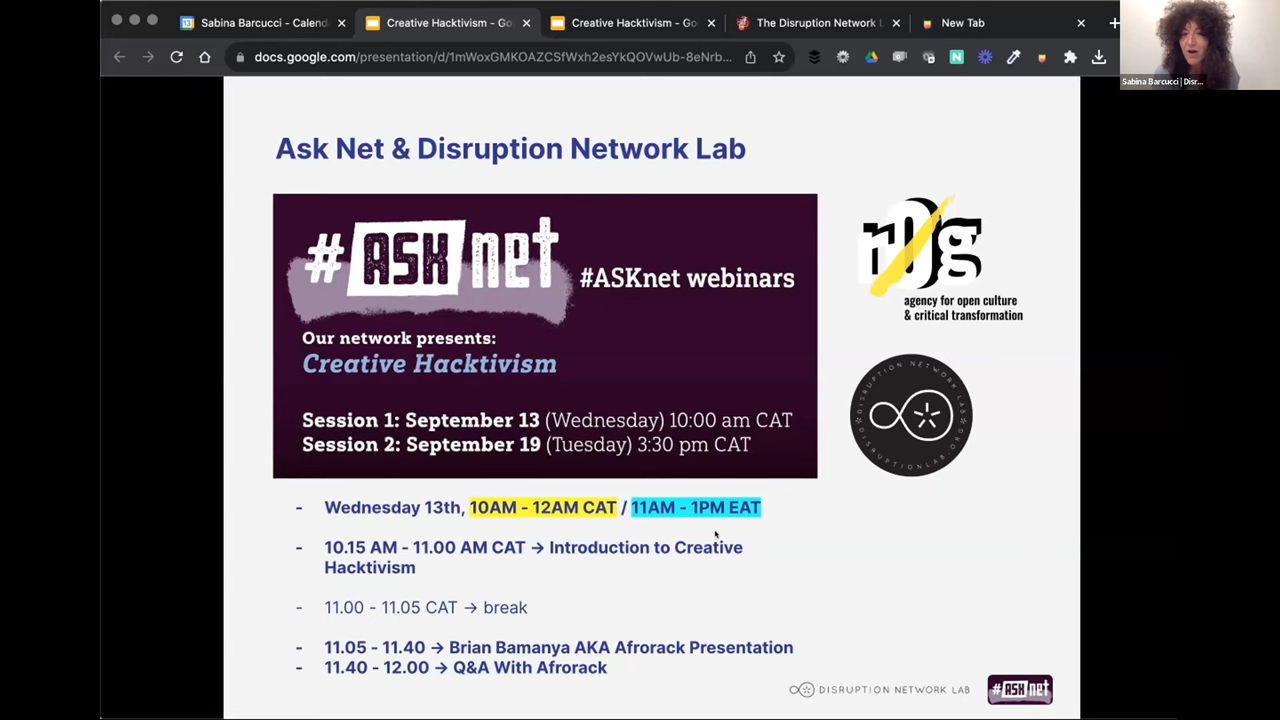 Sabina Barcucci - Calend
Creative Hacktivism - Go
Creative Hacktivism - Go
The Disruption Network L
New Tab
docs.google.com/presentation/d/1mWoxGMKOAZCSfWxh2esYkQOVwUb-8eNrb...
Sabina Barcucci | Disr...
Ask Net & Disruption Network Lab
#ASKnet
#ASKnet webinars
Our network presents:
Creative Hacktivism
Session 1: September 13 (Wednesday) 10:00 am CAT
Session 2: September 19 (Tuesday) 3:30 pm CAT
r0g
agency for open culture
& critical transformation
DISRUPTION NETWORK LAB
DISRUPTIONLAB.ORG
- Wednesday 13th, 10AM - 12AM CAT / 11AM - 1PM EAT
- 10.15 AM - 11.00 AM CAT → Introduction to Creative
Hacktivism
- 11.00 - 11.05 CAT → break
- 11.05 - 11.40 → Brian Bamanya AKA Afrorack Presentation
- 11.40 - 12.00 → Q&A With Afrorack
DISRUPTION NETWORK LAB
#ASKnet